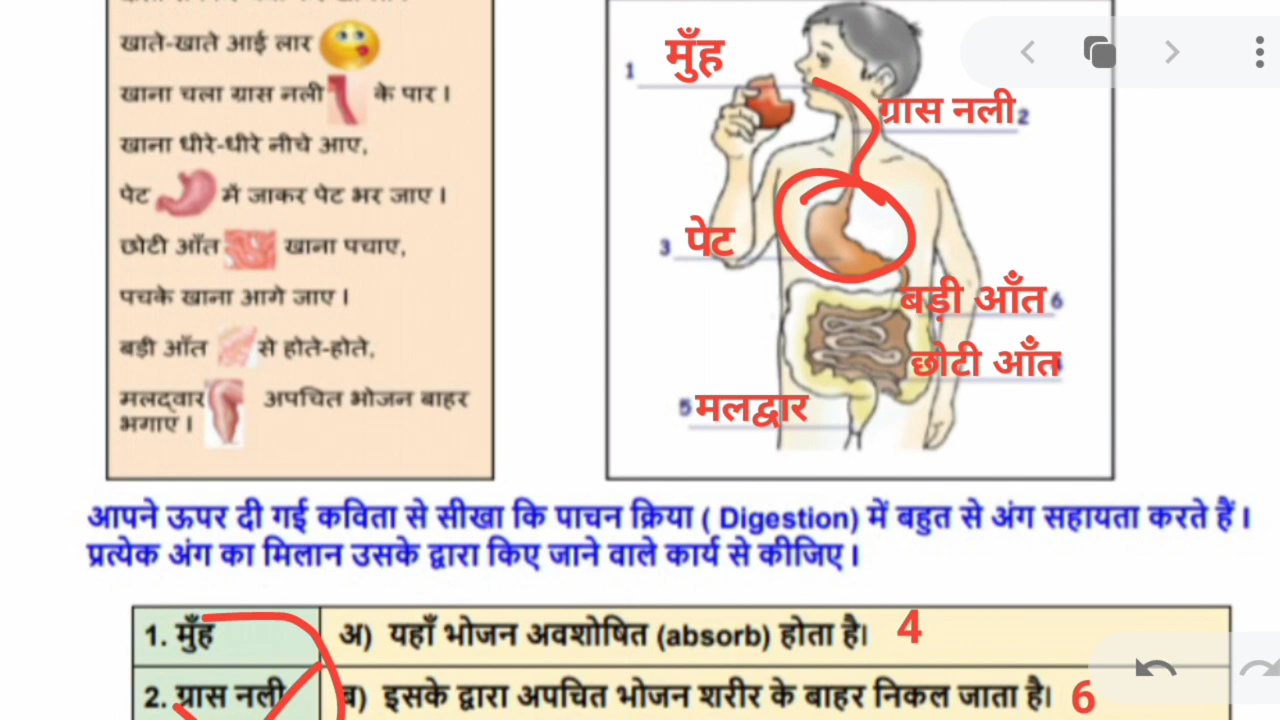 खाते-खाते आई लार
खाना चला ग्रास नली के पार ।
खाना धीरे-धीरे नीचे आए,
पेट में जाकर पेट भर जाए ।
छोटी आँत खाना पचाए,
पचके खाना आगे जाए ।
बड़ी आँत से होते-होते,
मलद्वार अपचित भोजन बाहर
भगाए ।
1 मुँह
ग्रास नली 2
3 पेट
बड़ी आँत 6
छोटी आँत
5 मलद्वार
आपने ऊपर दी गई कविता से सीखा कि पाचन क्रिया ( Digestion) में बहुत से अंग सहायता करते हैं ।
प्रत्येक अंग का मिलान उसके द्वारा किए जाने वाले कार्य से कीजिए ।
1. मुँह अ) यहाँ भोजन अवशोषित (absorb) होता है। 4
2. ग्रास नली ब) इसके द्वारा अपचित भोजन शरीर के बाहर निकल जाता है। 6